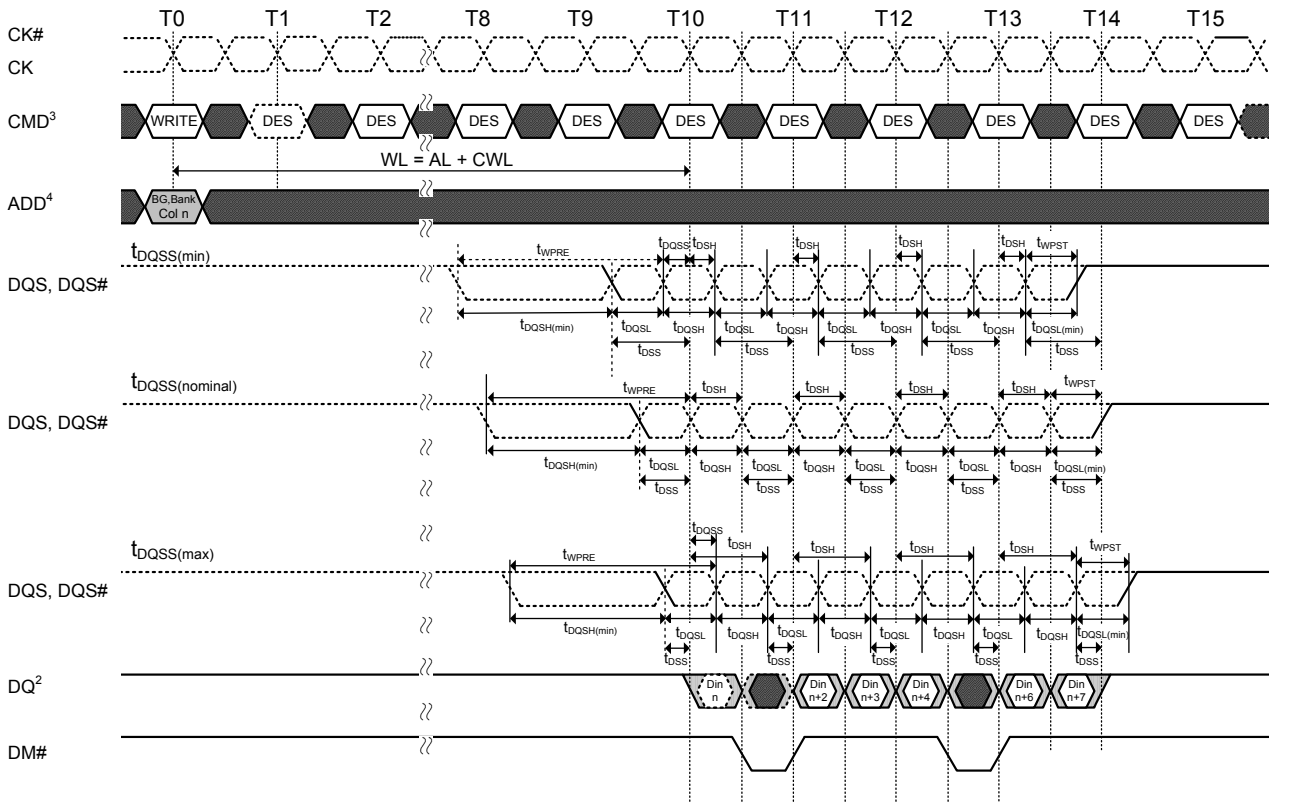 T0 T1 T2 T8 T9 T10 T11 T12 T13 T14 T15
CK#
CK
CMD3 WRITE DES DES DES DES DES DES DES DES DES DES
WL = AL + CWL
ADD4 BG,Bank
Col n
tDQSS(min) tWPRE tDQSS tDSH tDSH tDSH tDSH tWPST
DQS, DQS#
tDQSH(min) tDQSL tDQSH tDQSL tDQSH tDQSL tDQSH tDQSL tDQSH tDQSL(min)
tDSS tDSS tDSS tDSS tDSS
tDQSS(nominal) tWPRE tDSH tDSH tDSH tDSH tWPST
DQS, DQS#
tDQSH(min) tDQSL tDQSH tDQSL tDQSH tDQSL tDQSH tDQSL tDQSH tDQSL(min)
tDSS tDSS tDSS tDSS tDSS
tDQSS
tDQSS(max) tWPRE tDSH tDSH tDSH tDSH tWPST
DQS, DQS#
tDQSH(min) tDQSL tDQSH tDQSL tDQSH tDQSL tDQSH tDQSL tDQSH tDQSL(min)
tDSS tDSS tDSS tDSS tDSS
DQ2 Din Din Din Din Din Din
n n+2 n+3 n+4 n+6 n+7
DM#